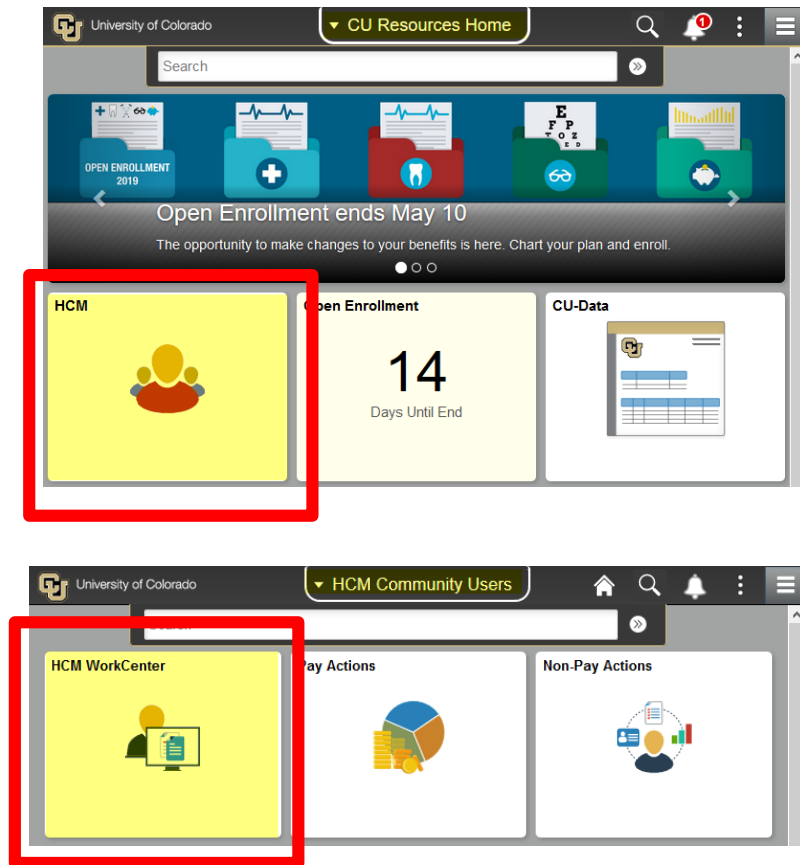 University of Colorado
CU Resources Home
1
Search
OPEN ENROLLMENT
2019
E
F P
T O Z
E D
Open Enrollment ends May 10
The opportunity to make changes to your benefits is here. Chart your plan and enroll.
HCM
Open Enrollment
CU-Data
14
Days Until End
University of Colorado
HCM Community Users
Search
HCM WorkCenter
Pay Actions
Non-Pay Actions